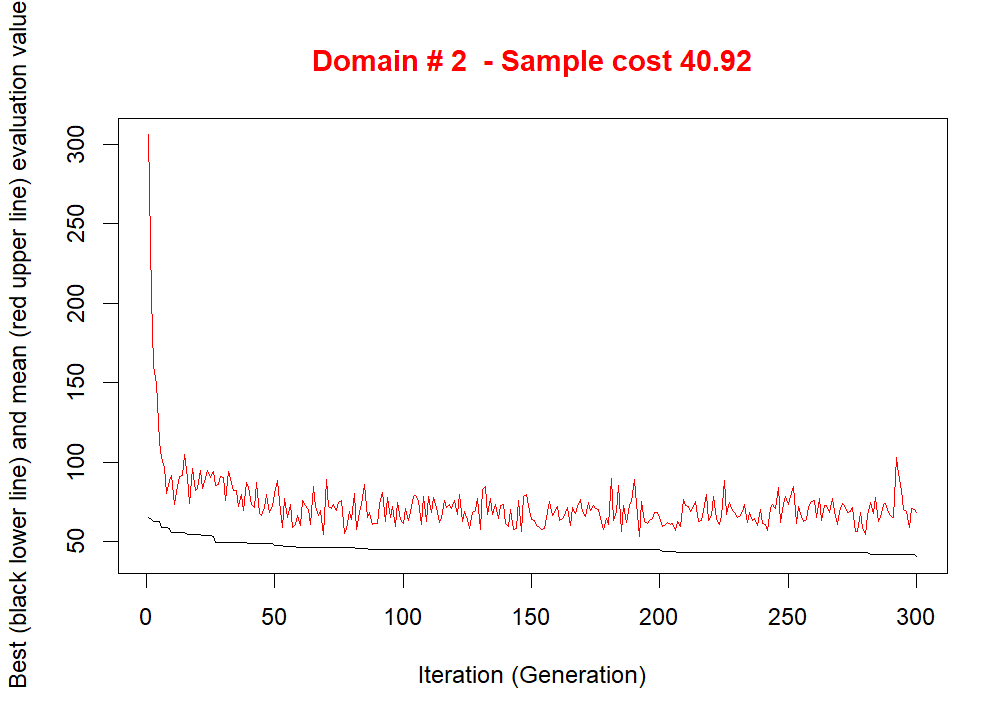 Domain # 2  - Sample cost 40.92
Best (black lower line) and mean (red upper line) evaluation value
300
250
200
150
100
50
0 50 100 150 200 250 300
Iteration (Generation)